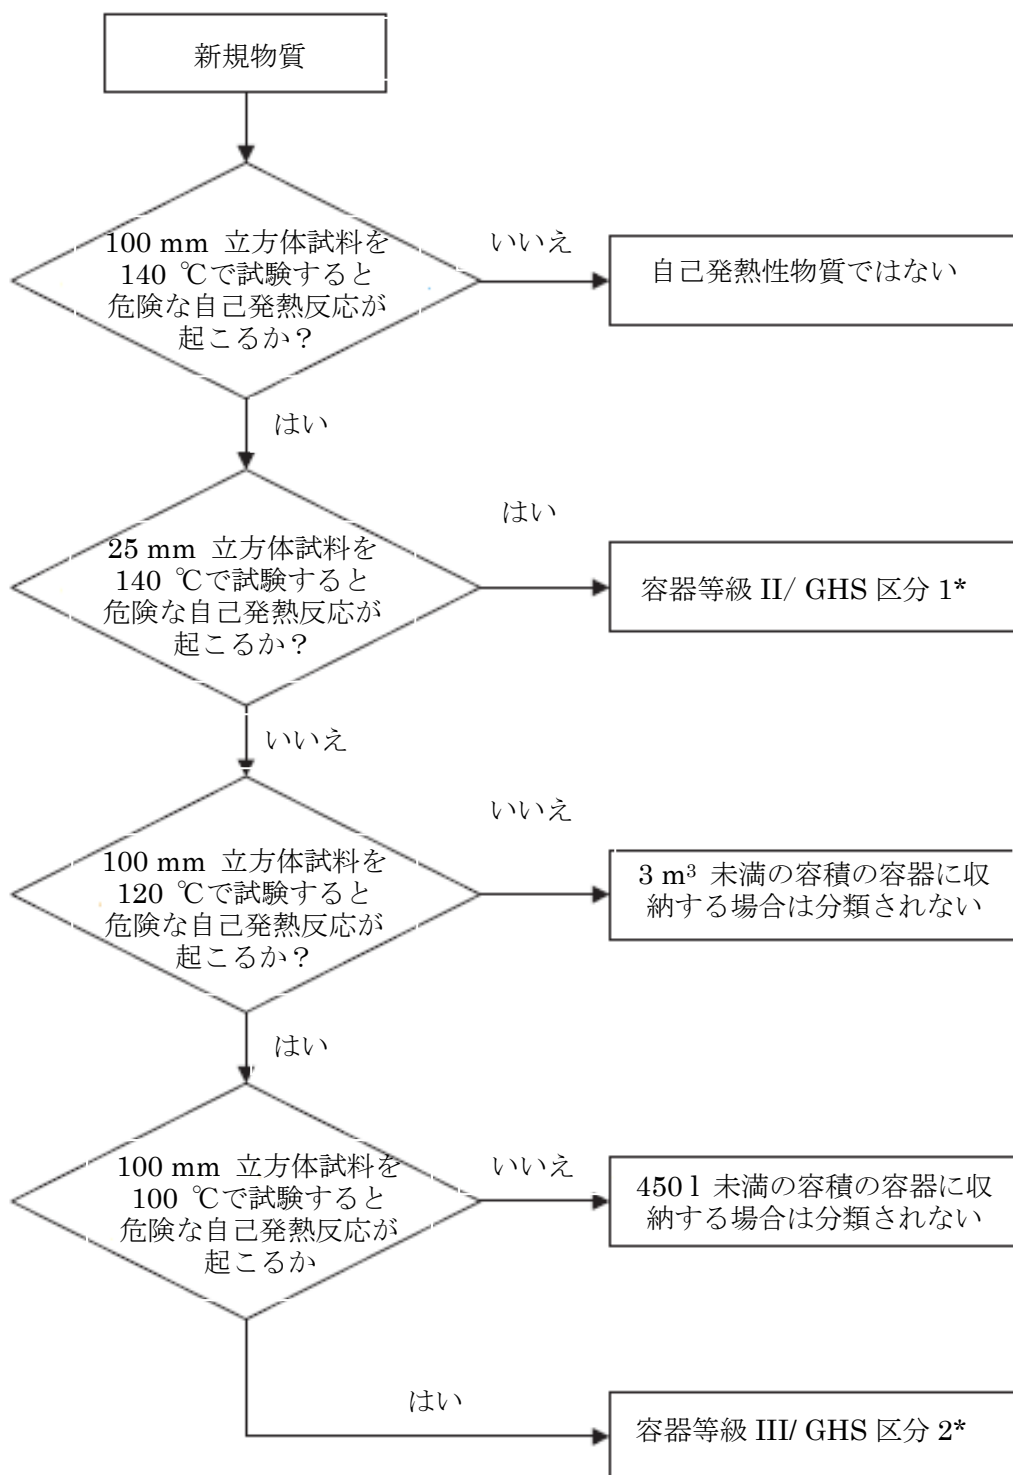 新規物質
100 mm 立方体試料を
140 ℃で試験すると
危険な自己発熱反応が
起こるか？
いいえ
自己発熱性物質ではない
はい
25 mm 立方体試料を
140 ℃で試験すると
危険な自己発熱反応が
起こるか？
はい
容器等級 II/ GHS 区分 1*
いいえ
100 mm 立方体試料を
120 ℃で試験すると
危険な自己発熱反応が
起こるか？
いいえ
3 m³ 未満の容積の容器に収
納する場合は分類されない
はい
100 mm 立方体試料を
100 ℃で試験すると
危険な自己発熱反応が
起こるか
いいえ
450 l 未満の容積の容器に収
納する場合は分類されない
はい
容器等級 III/ GHS 区分 2*